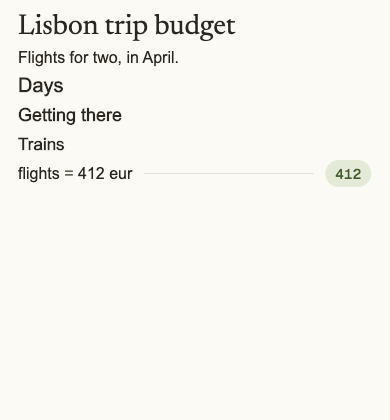 Lisbon trip budget
Flights for two, in April.
Days
Getting there
Trains
flights = 412 eur 412